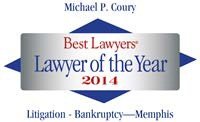 Michael P. Coury
Best Lawyers®
Lawyer of the Year
2014
Litigation - Bankruptcy—Memphis